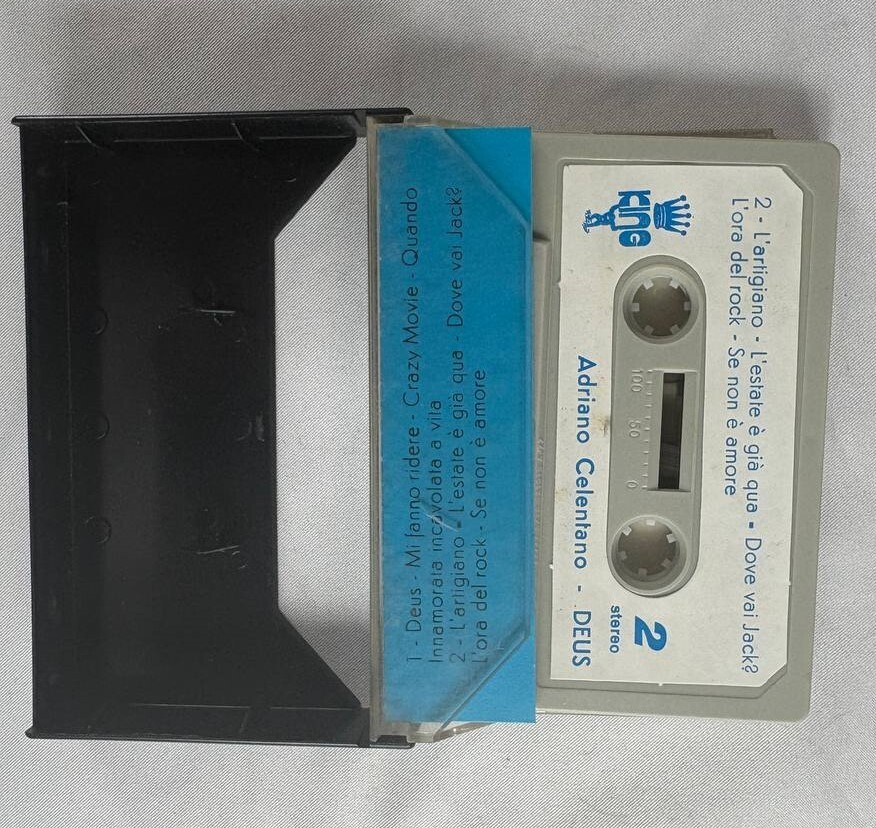 1 - Deus - Mi fanno ridere - Crazy Movie - Quando
Innamorata incavolata a vita
2 - L'artigiano - L'estate è già qua - Dove vai Jack?
L'ora del rock - Se non è amore
2 - L'artigiano - L'estate è già qua - Dove vai Jack?
L'ora del rock - Se non è amore
king
100 50 0
2
stereo
Adriano Celentano - DEUS